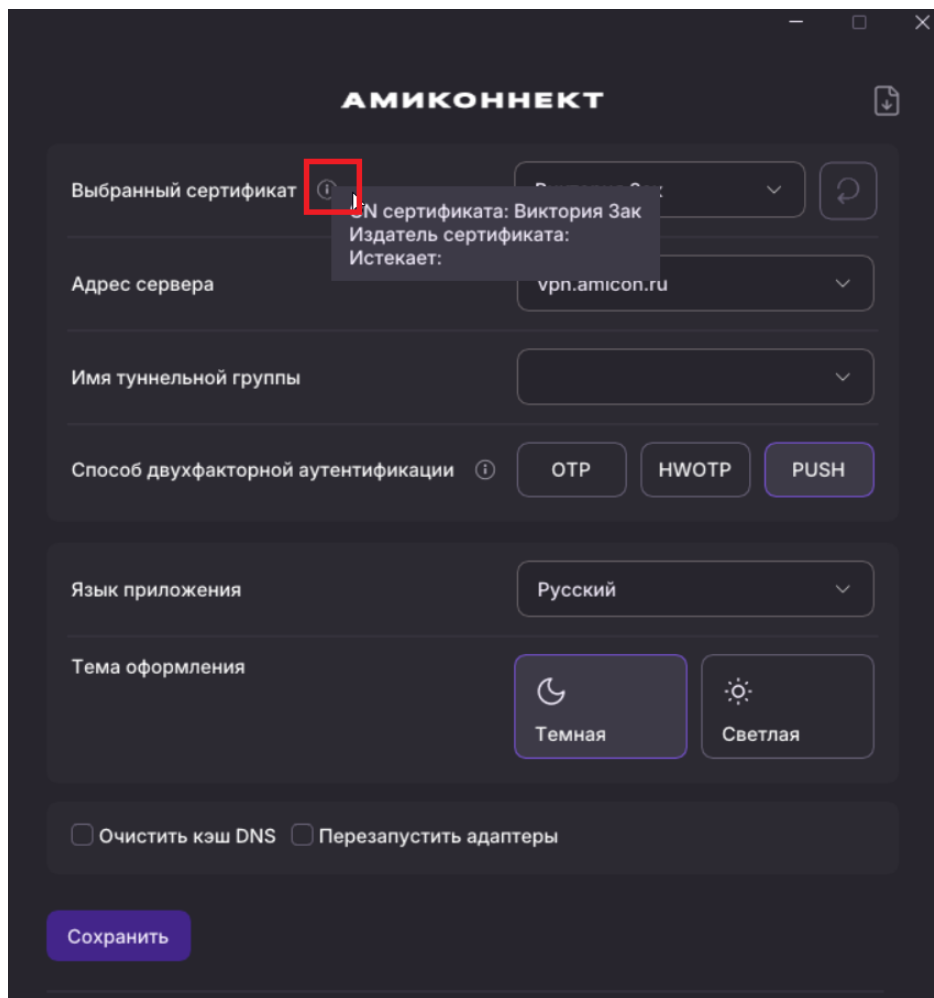 АМИКОННЕКТ
Выбранный сертификат
CN сертификата: Виктория Зак
Издатель сертификата:
Истекает:
Адрес сервера
vpn.amicon.ru
Имя туннельной группы
Способ двухфакторной аутентификации
OTP
HWOTP
PUSH
Язык приложения
Русский
Тема оформления
Темная
Светлая
Очистить кэш DNS
Перезапустить адаптеры
Сохранить